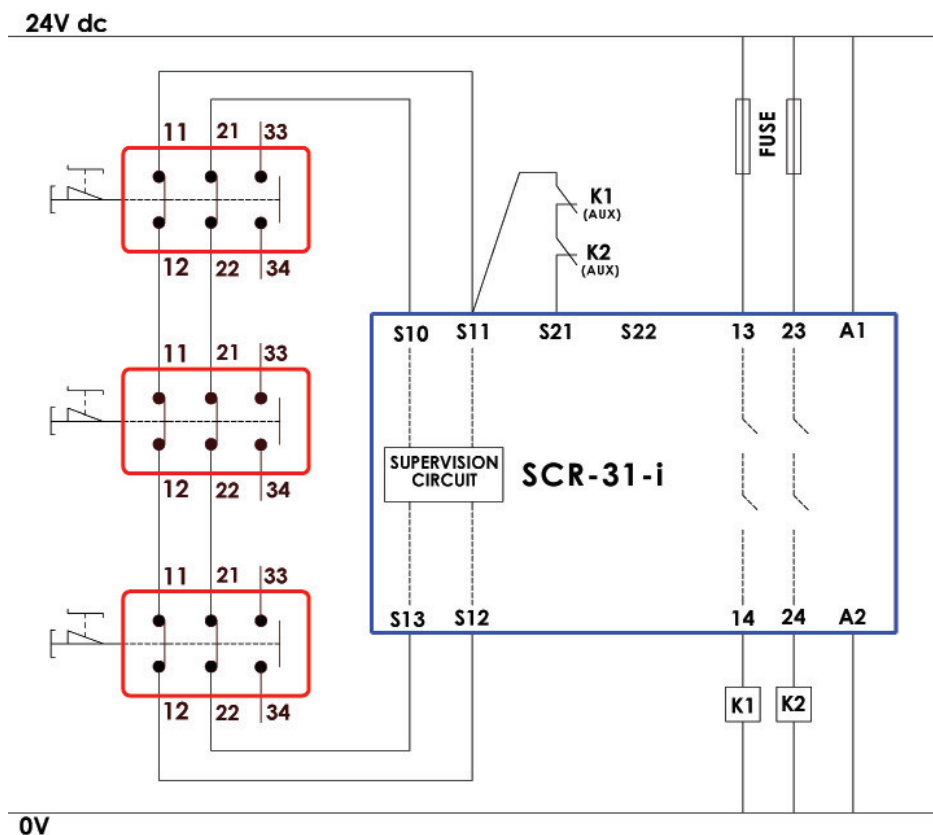 24V dc
11 21 33
12 22 34
11 21 33
12 22 34
11 21 33
12 22 34
K1
(AUX)
K2
(AUX)
FUSE
S10 S11 S21 S22 13 23 A1
SUPERVISION
CIRCUIT
SCR-31-i
S13 S12 14 24 A2
K1 K2
0V